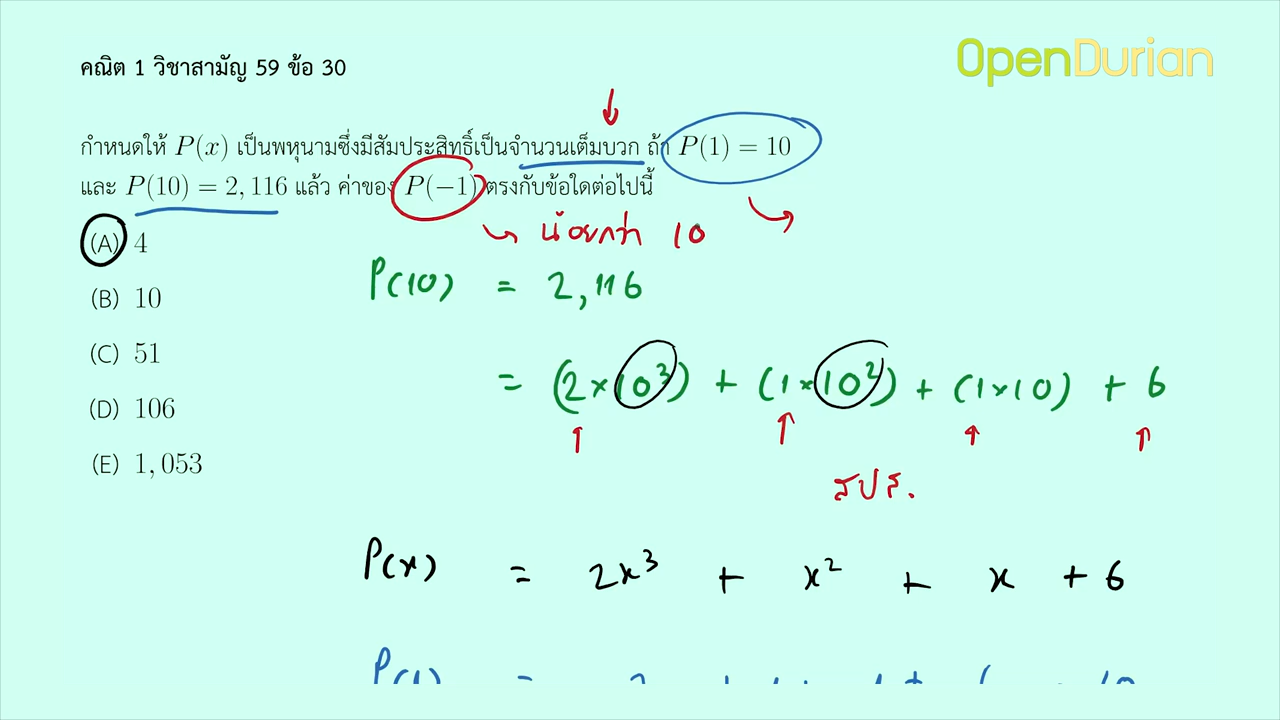 คณิต 1 วิชาสามัญ 59 ข้อ 30
OpenDurian
กำหนดให้ P(x) เป็นพหุนามซึ่งมีสัมประสิทธิ์เป็นจำนวนเต็มบวก ถ้า P(1) = 10
และ P(10) = 2,116 แล้ว ค่าของ P(−1) ตรงกับข้อใดต่อไปนี้
(A) 4
น้อยกว่า 10
P(10) = 2,116
(B) 10
(C) 51
= (2×10³) + (1×10²) + (1×10) + 6
(D) 106
(E) 1,053
สปส.
P(x) = 2x³ + x² + x + 6